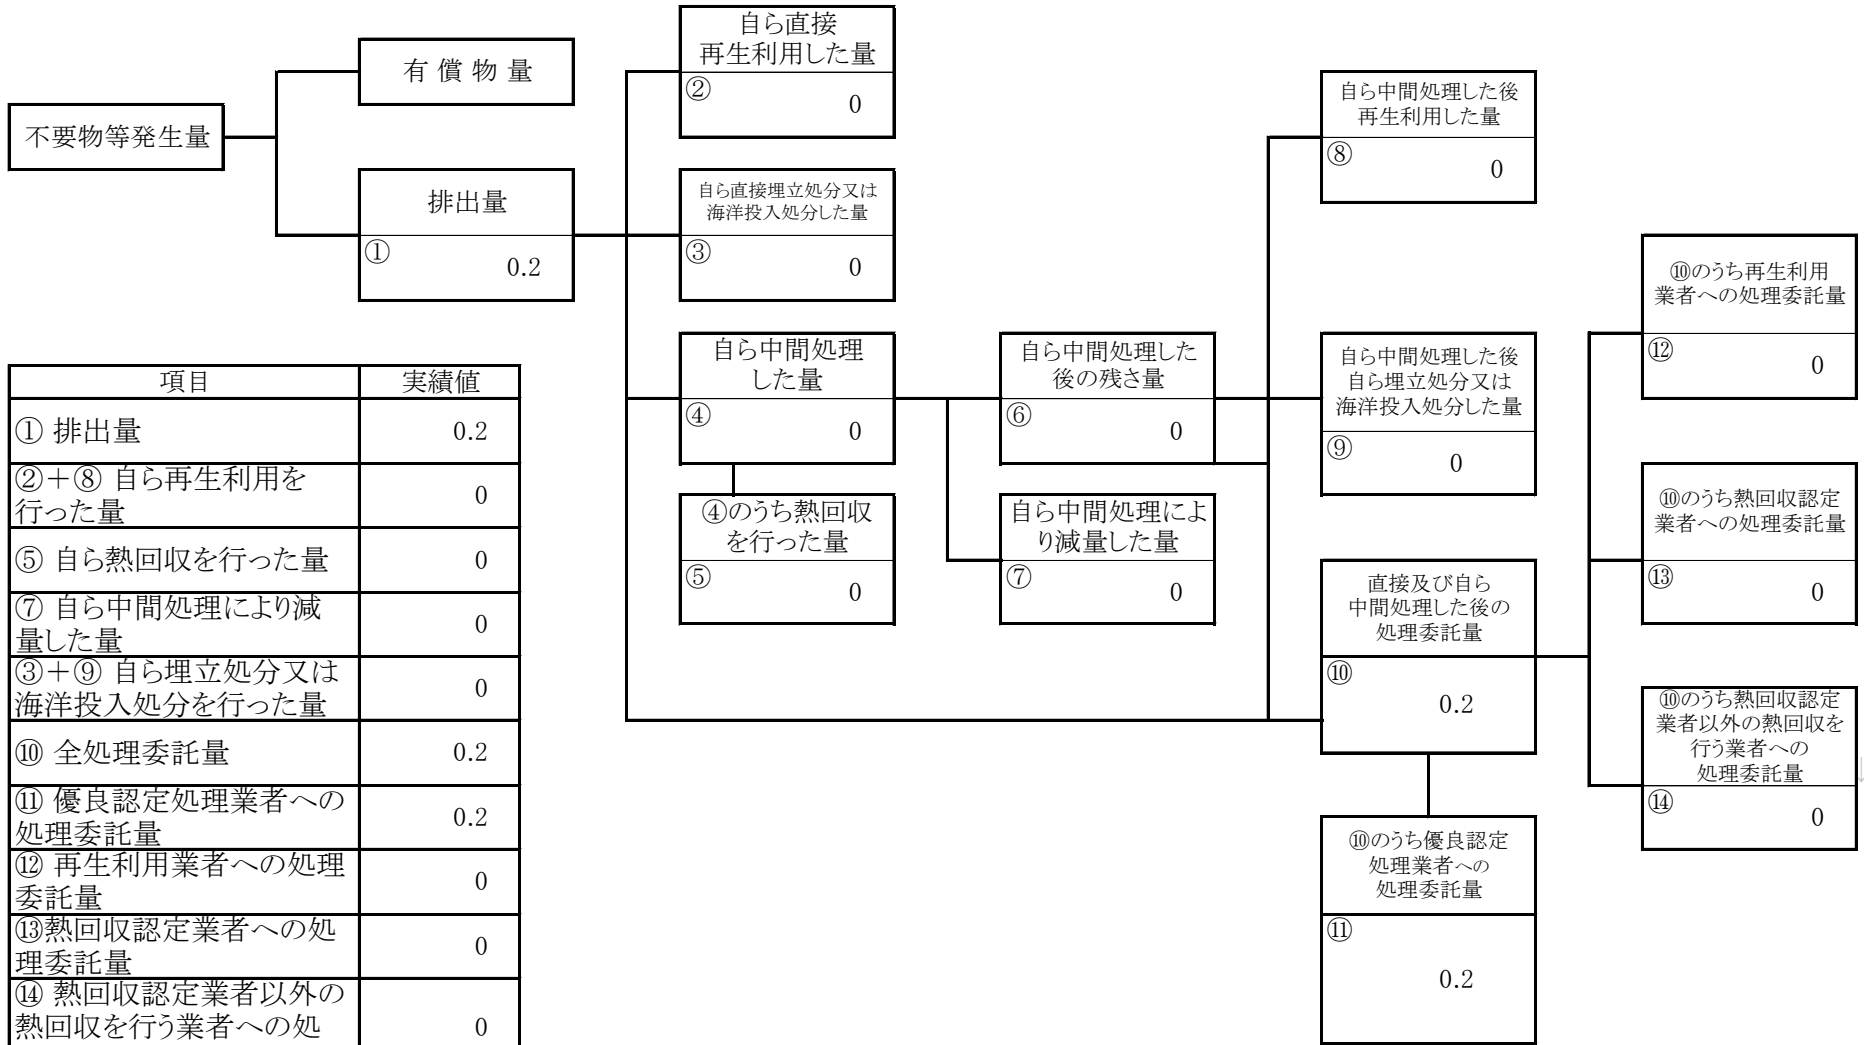 不要物等発生量
有 償 物 量
排出量
①
0.2
自ら直接
再生利用した量
②
0
自ら直接埋立処分又は
海洋投入処分した量
③
0
自ら中間処理
した量
④
0
④のうち熱回収
を行った量
⑤
0
自ら中間処理した
後の残さ量
⑥
0
自ら中間処理によ
り減量した量
⑦
0
自ら中間処理した後
再生利用した量
⑧
0
自ら中間処理した後
自ら埋立処分又は
海洋投入処分した量
⑨
0
直接及び自ら
中間処理した後の
処理委託量
⑩
0.2
⑩のうち優良認定
処理業者への
処理委託量
⑪
0.2
⑩のうち再生利用
業者への処理委託量
⑫
0
⑩のうち熱回収認定
業者への処理委託量
⑬
0
⑩のうち熱回収認定
業者以外の熱回収を
行う業者への
処理委託量
⑭
0
↓
項目 実績値
① 排出量 0.2
②+⑧ 自ら再生利用を
行った量 0
⑤ 自ら熱回収を行った量 0
⑦ 自ら中間処理により減
量した量 0
③+⑨ 自ら埋立処分又は
海洋投入処分を行った量 0
⑩ 全処理委託量 0.2
⑪ 優良認定処理業者への
処理委託量 0.2
⑫ 再生利用業者への処理
委託量 0
⑬熱回収認定業者への処
理委託量 0
⑭ 熱回収認定業者以外の
熱回収を行う業者への処 0